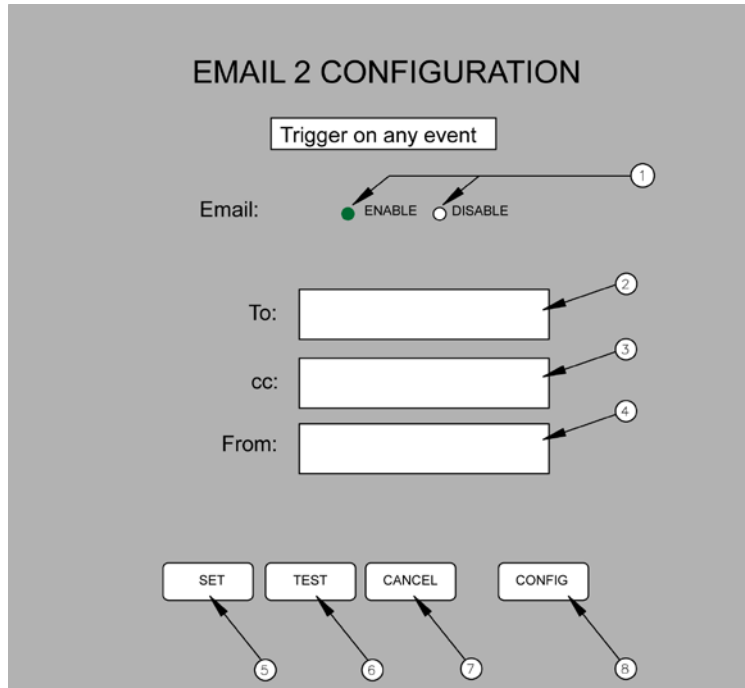 EMAIL 2 CONFIGURATION
Trigger on any event
1
Email: ENABLE DISABLE
2
To:
3
cc:
4
From:
SET TEST CANCEL CONFIG
5 6 7 8